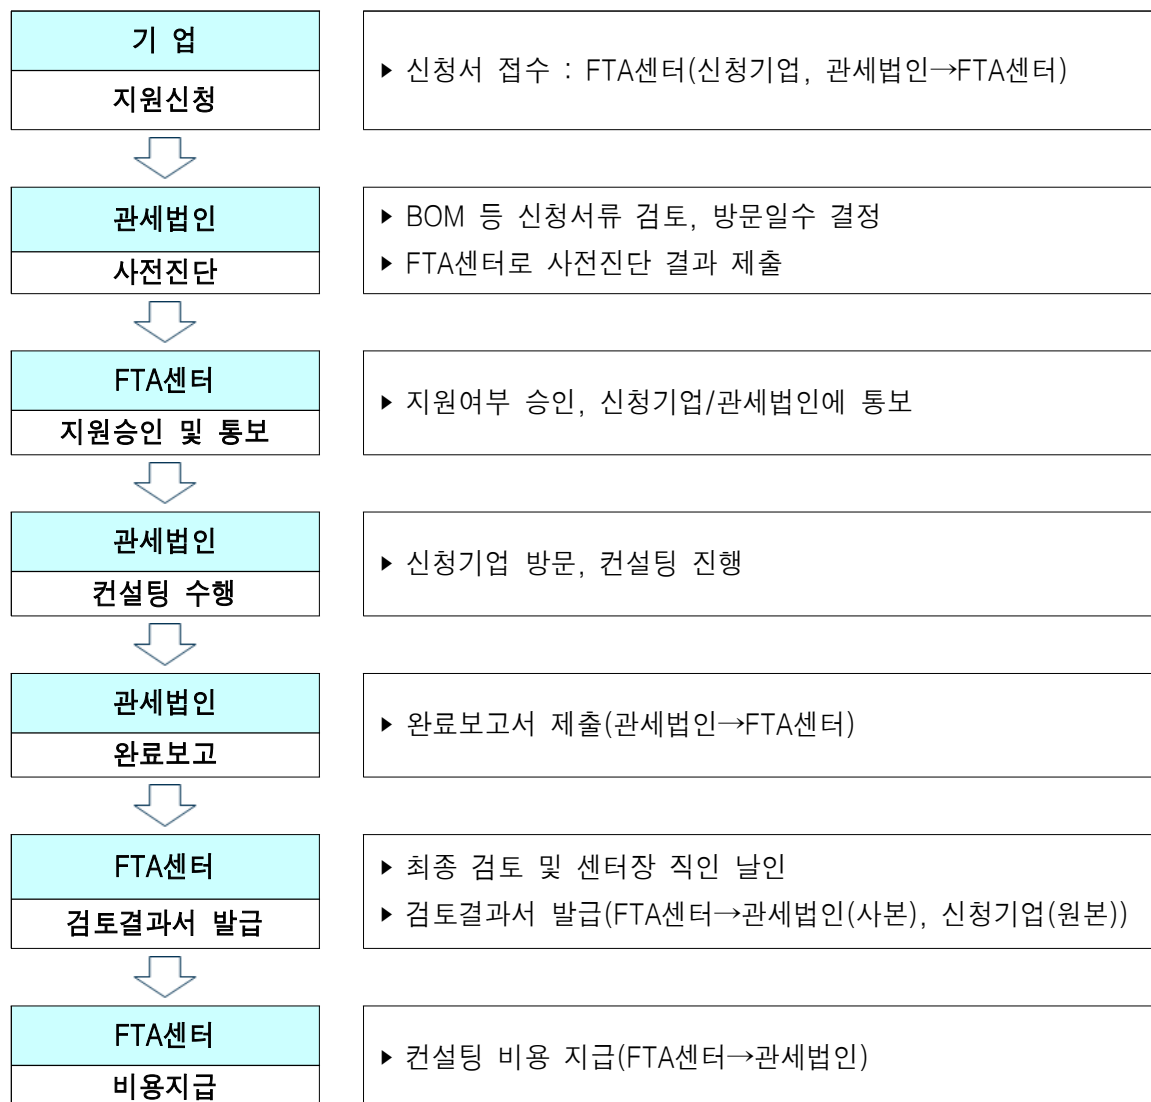 기 업
지원신청
▶ 신청서 접수 : FTA센터(신청기업, 관세법인→FTA센터)
관세법인
사전진단
▶ BOM 등 신청서류 검토, 방문일수 결정
▶ FTA센터로 사전진단 결과 제출
FTA센터
지원승인 및 통보
▶ 지원여부 승인, 신청기업/관세법인에 통보
관세법인
컨설팅 수행
▶ 신청기업 방문, 컨설팅 진행
관세법인
완료보고
▶ 완료보고서 제출(관세법인→FTA센터)
FTA센터
검토결과서 발급
▶ 최종 검토 및 센터장 직인 날인
▶ 검토결과서 발급(FTA센터→관세법인(사본), 신청기업(원본))
FTA센터
비용지급
▶ 컨설팅 비용 지급(FTA센터→관세법인)